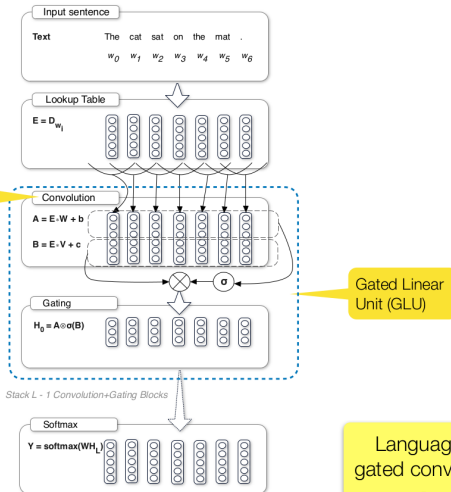 Input sentence
Text The cat sat on the mat .
w0 w1 w2 w3 w4 w5 w6
Lookup Table
E = Dwi
Convolution
A = E∗W + b
B = E∗V + c
σ
Gating
H0 = A⊗σ(B)
Gated Linear
Unit (GLU)
Stack L - 1 Convolution+Gating Blocks
Softmax
Y = softmax(WHL)
Languag
gated conv